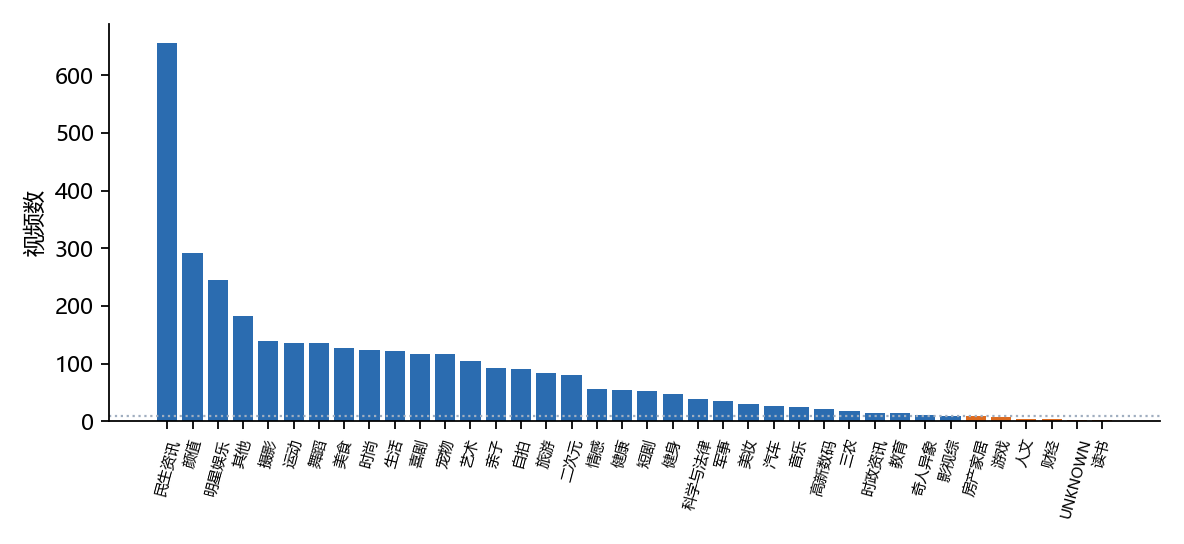 视频数
600
500
400
300
200
100
0
民生资讯
颜值
明星娱乐
其他
摄影
运动
舞蹈
美食
时尚
生活
喜剧
宠物
艺术
亲子
自拍
旅游
二次元
情感
健康
短剧
健身
科学与法律
军事
美妆
汽车
音乐
高新数码
三农
时政资讯
教育
奇人异象
影视综
房产家居
游戏
人文
财经
UNKNOWN
读书